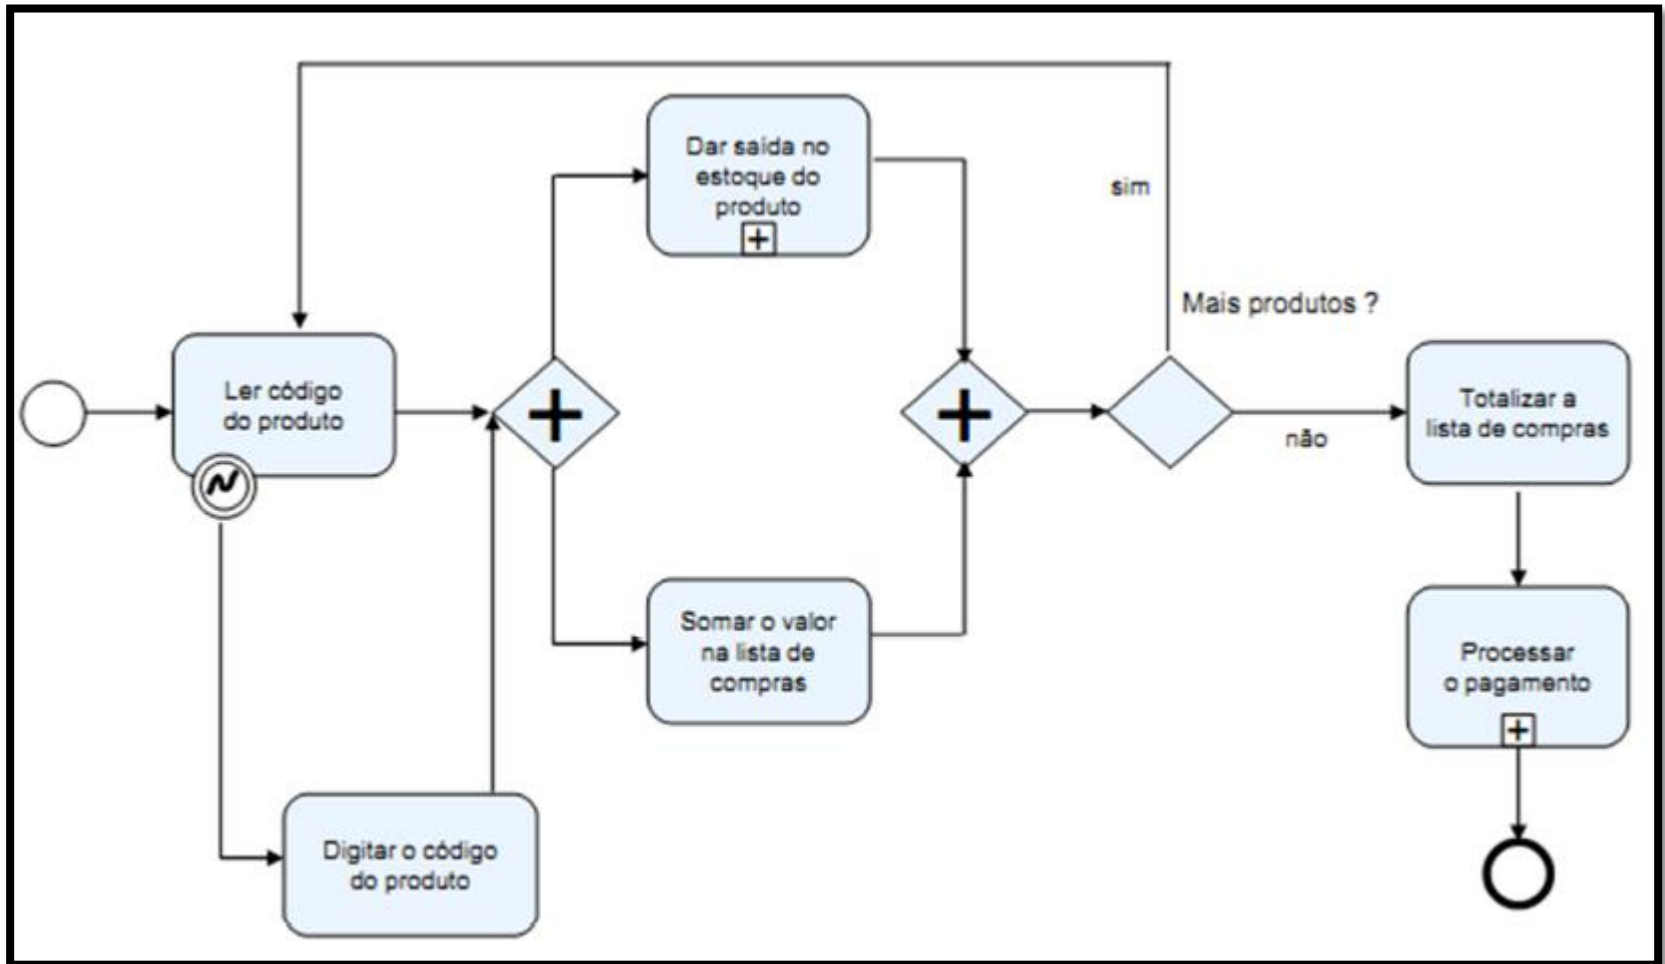 Dar saída no
estoque do
produto
sim
Mais produtos ?
Ler código
do produto
Totalizar a
lista de compras
não
Somar o valor
na lista de
compras
Processar
o pagamento
Digitar o código
do produto